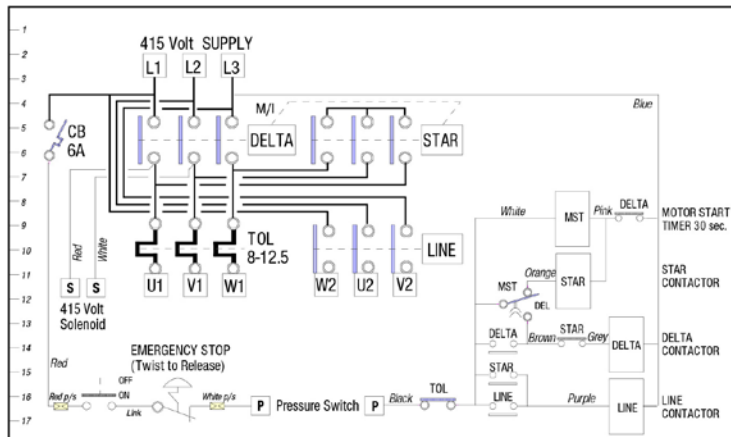 1
2
3
4
5
6
7
8
9
10
11
12
13
14
15
16
17
415 Volt SUPPLY
L1 L2 L3
Blue
M/I
CB
6A
DELTA
STAR
TOL
8-12.5
LINE
Red
White
U1 V1 W1
W2 U2 V2
S S
415 Volt
Solenoid
White
MST
Pink
DELTA
MOTOR START
TIMER 30 sec.
MST
Orange
STAR
STAR
CONTACTOR
DEL
DELTA
Brown
STAR
Grey
DELTA
DELTA
CONTACTOR
Red
EMERGENCY STOP
(Twist to Release)
OFF
ON
Red p/s
Link
White p/s
P Pressure Switch P
Black
TOL
STAR
LINE
Purple
LINE
LINE
CONTACTOR